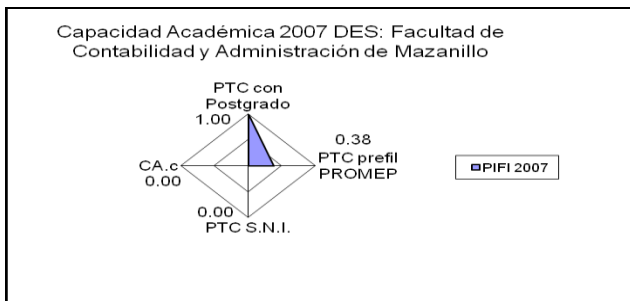 Capacidad Académica 2007 DES: Facultad de
Contabilidad y Administración de Mazanillo
PTC con
Postgrado
1.00
0.38
PTC prefil
PROMEP
CA.c
0.00
0.00
PTC S.N.I.
PIFI 2007